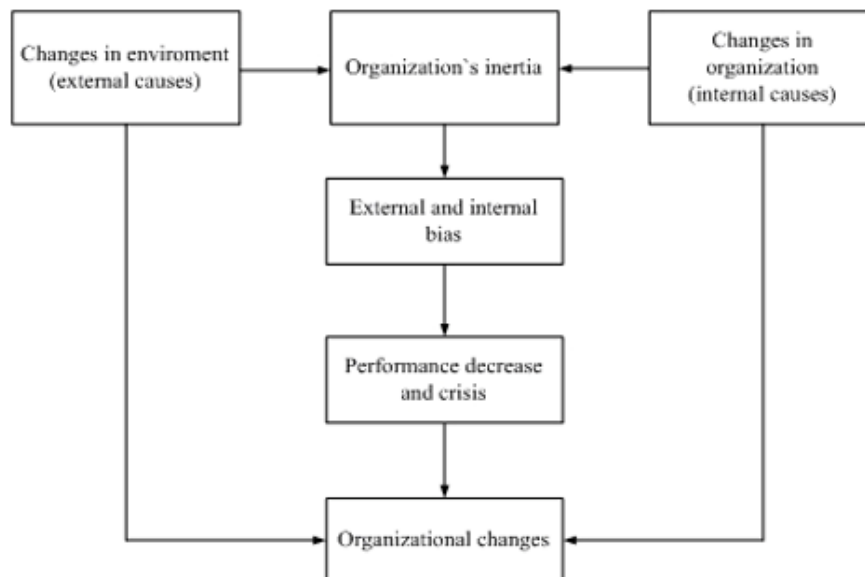 Changes in enviroment
(external causes)
Organization`s inertia
Changes in
organization
(internal causes)
External and internal
bias
Performance decrease
and crisis
Organizational changes